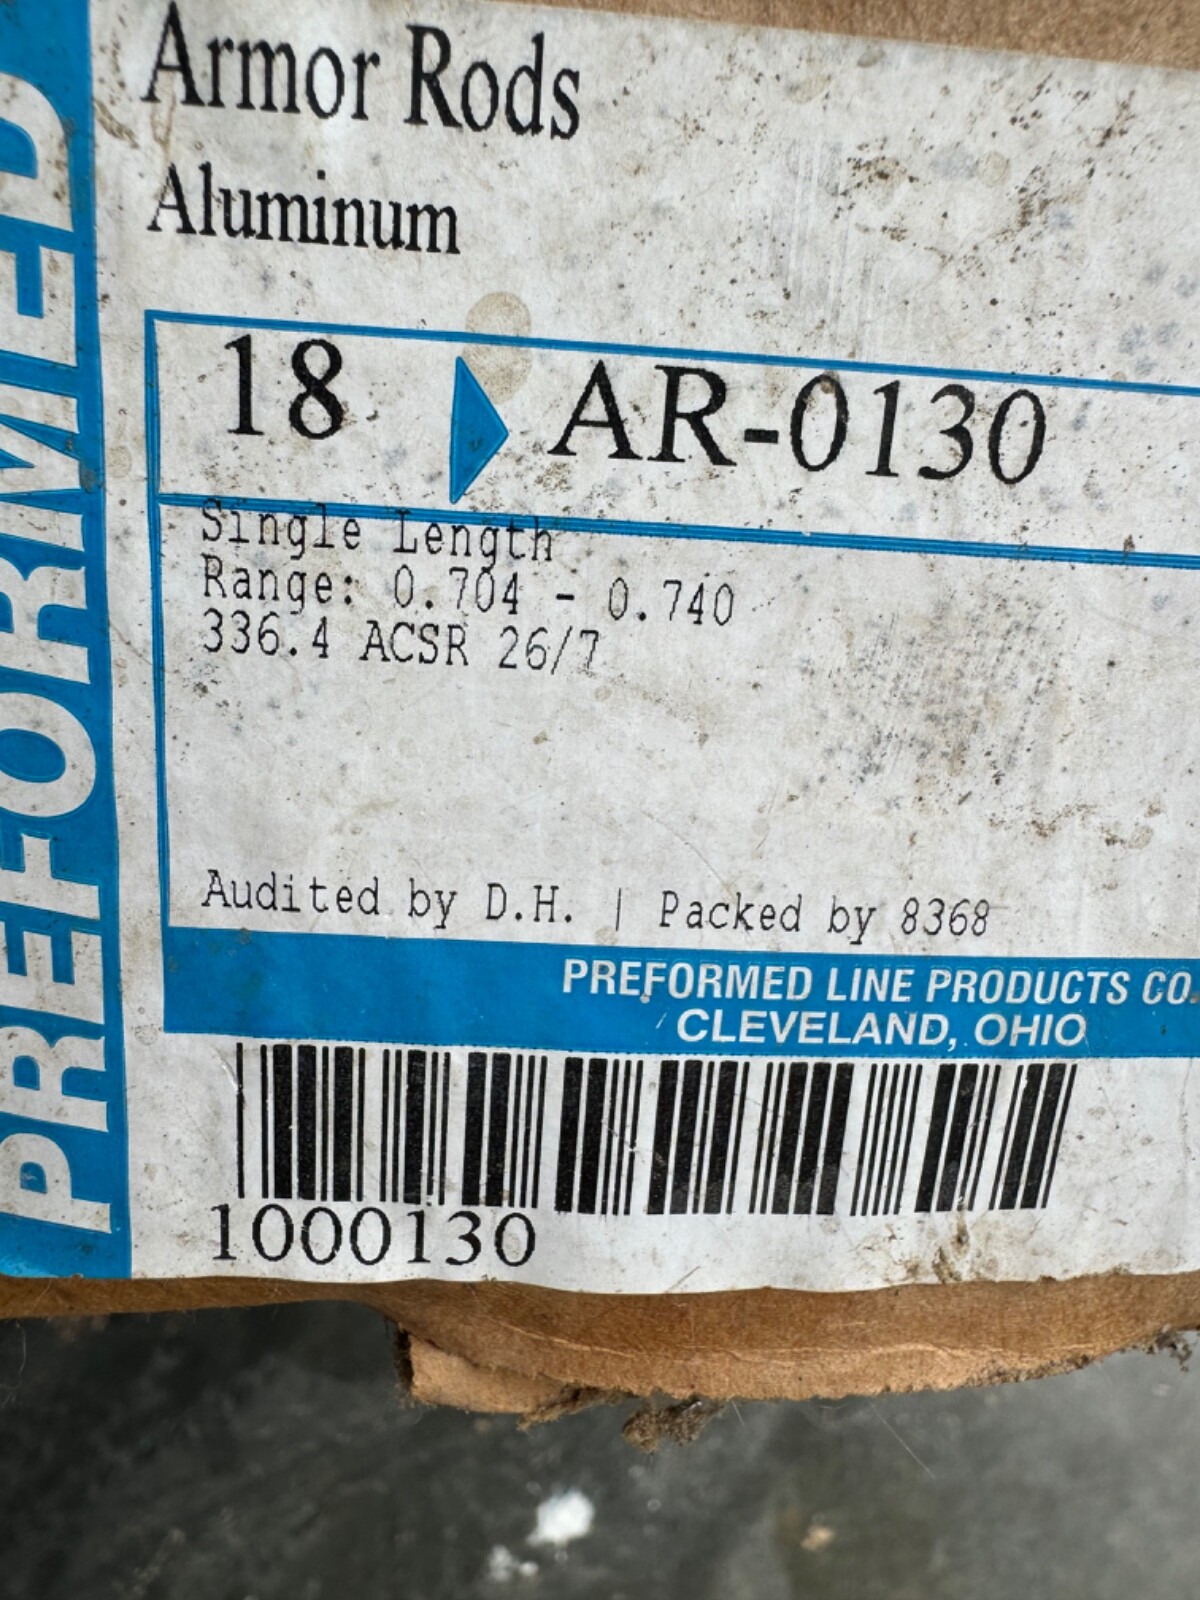 PREFORMED
Armor Rods
Aluminum
18 AR-0130
Single Length
Range: 0.704 - 0.740
336.4 ACSR 26/7
Audited by D.H. | Packed by 8368
PREFORMED LINE PRODUCTS CO.
CLEVELAND, OHIO
1000130